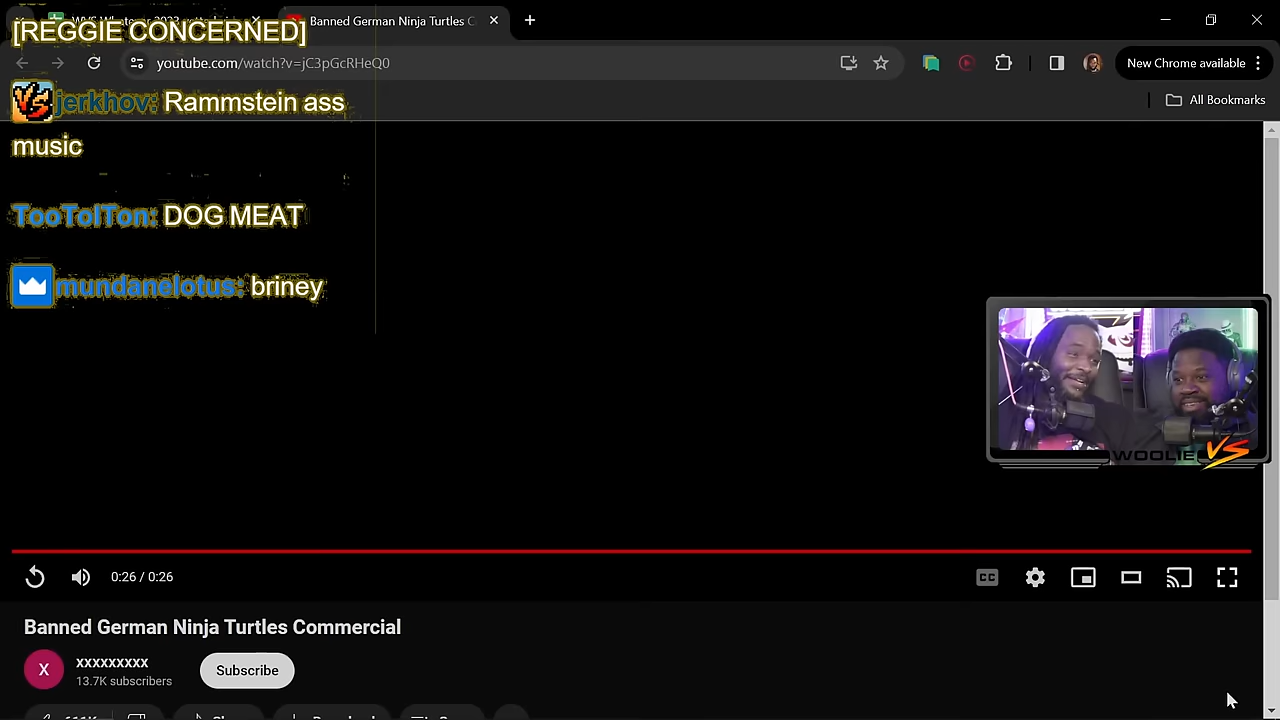 Banned German Ninja Turtles C
[REGGIE CONCERNED]
youtube.com/watch?v=jC3pGcRHeQ0
New Chrome available
All Bookmarks
jerkhov: Rammstein ass
music
TooTolTon: DOG MEAT
mundanelotus: briney
WOOLIE VS
0:26 / 0:26
CC
Banned German Ninja Turtles Commercial
X
xxxxxxxxx
13.7K subscribers
Subscribe